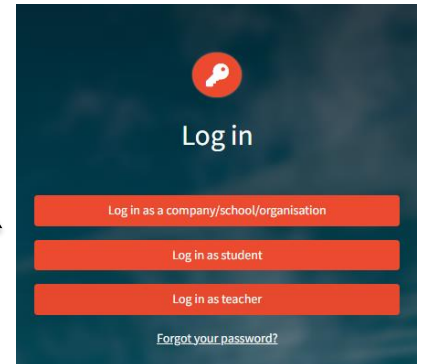 Log in
Log in as a company/school/organisation
Log in as student
Log in as teacher
Forgot your password?